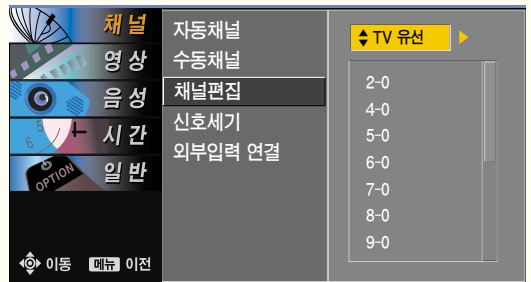 채널
영상
음성
시간
일반
5
6
OPTION
이동 메뉴 이전
자동채널
수동채널
채널편집
신호세기
외부입력 연결
TV 유선
2-0
4-0
5-0
6-0
7-0
8-0
9-0